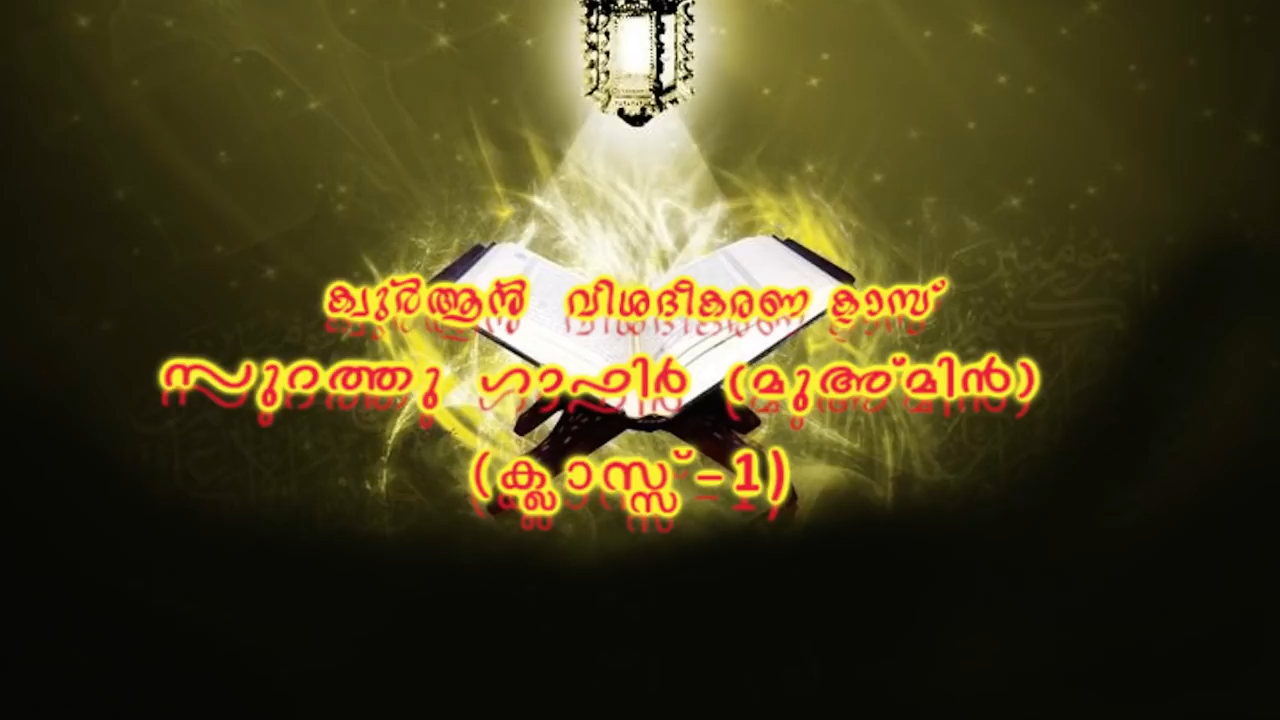 ക്വുർആൻ വിശദീകരണ ക്ലാസ്
സൂറത്തു ഗാഫിർ (മുഅ്മിൻ)
(ക്ലാസ്സ്-1)